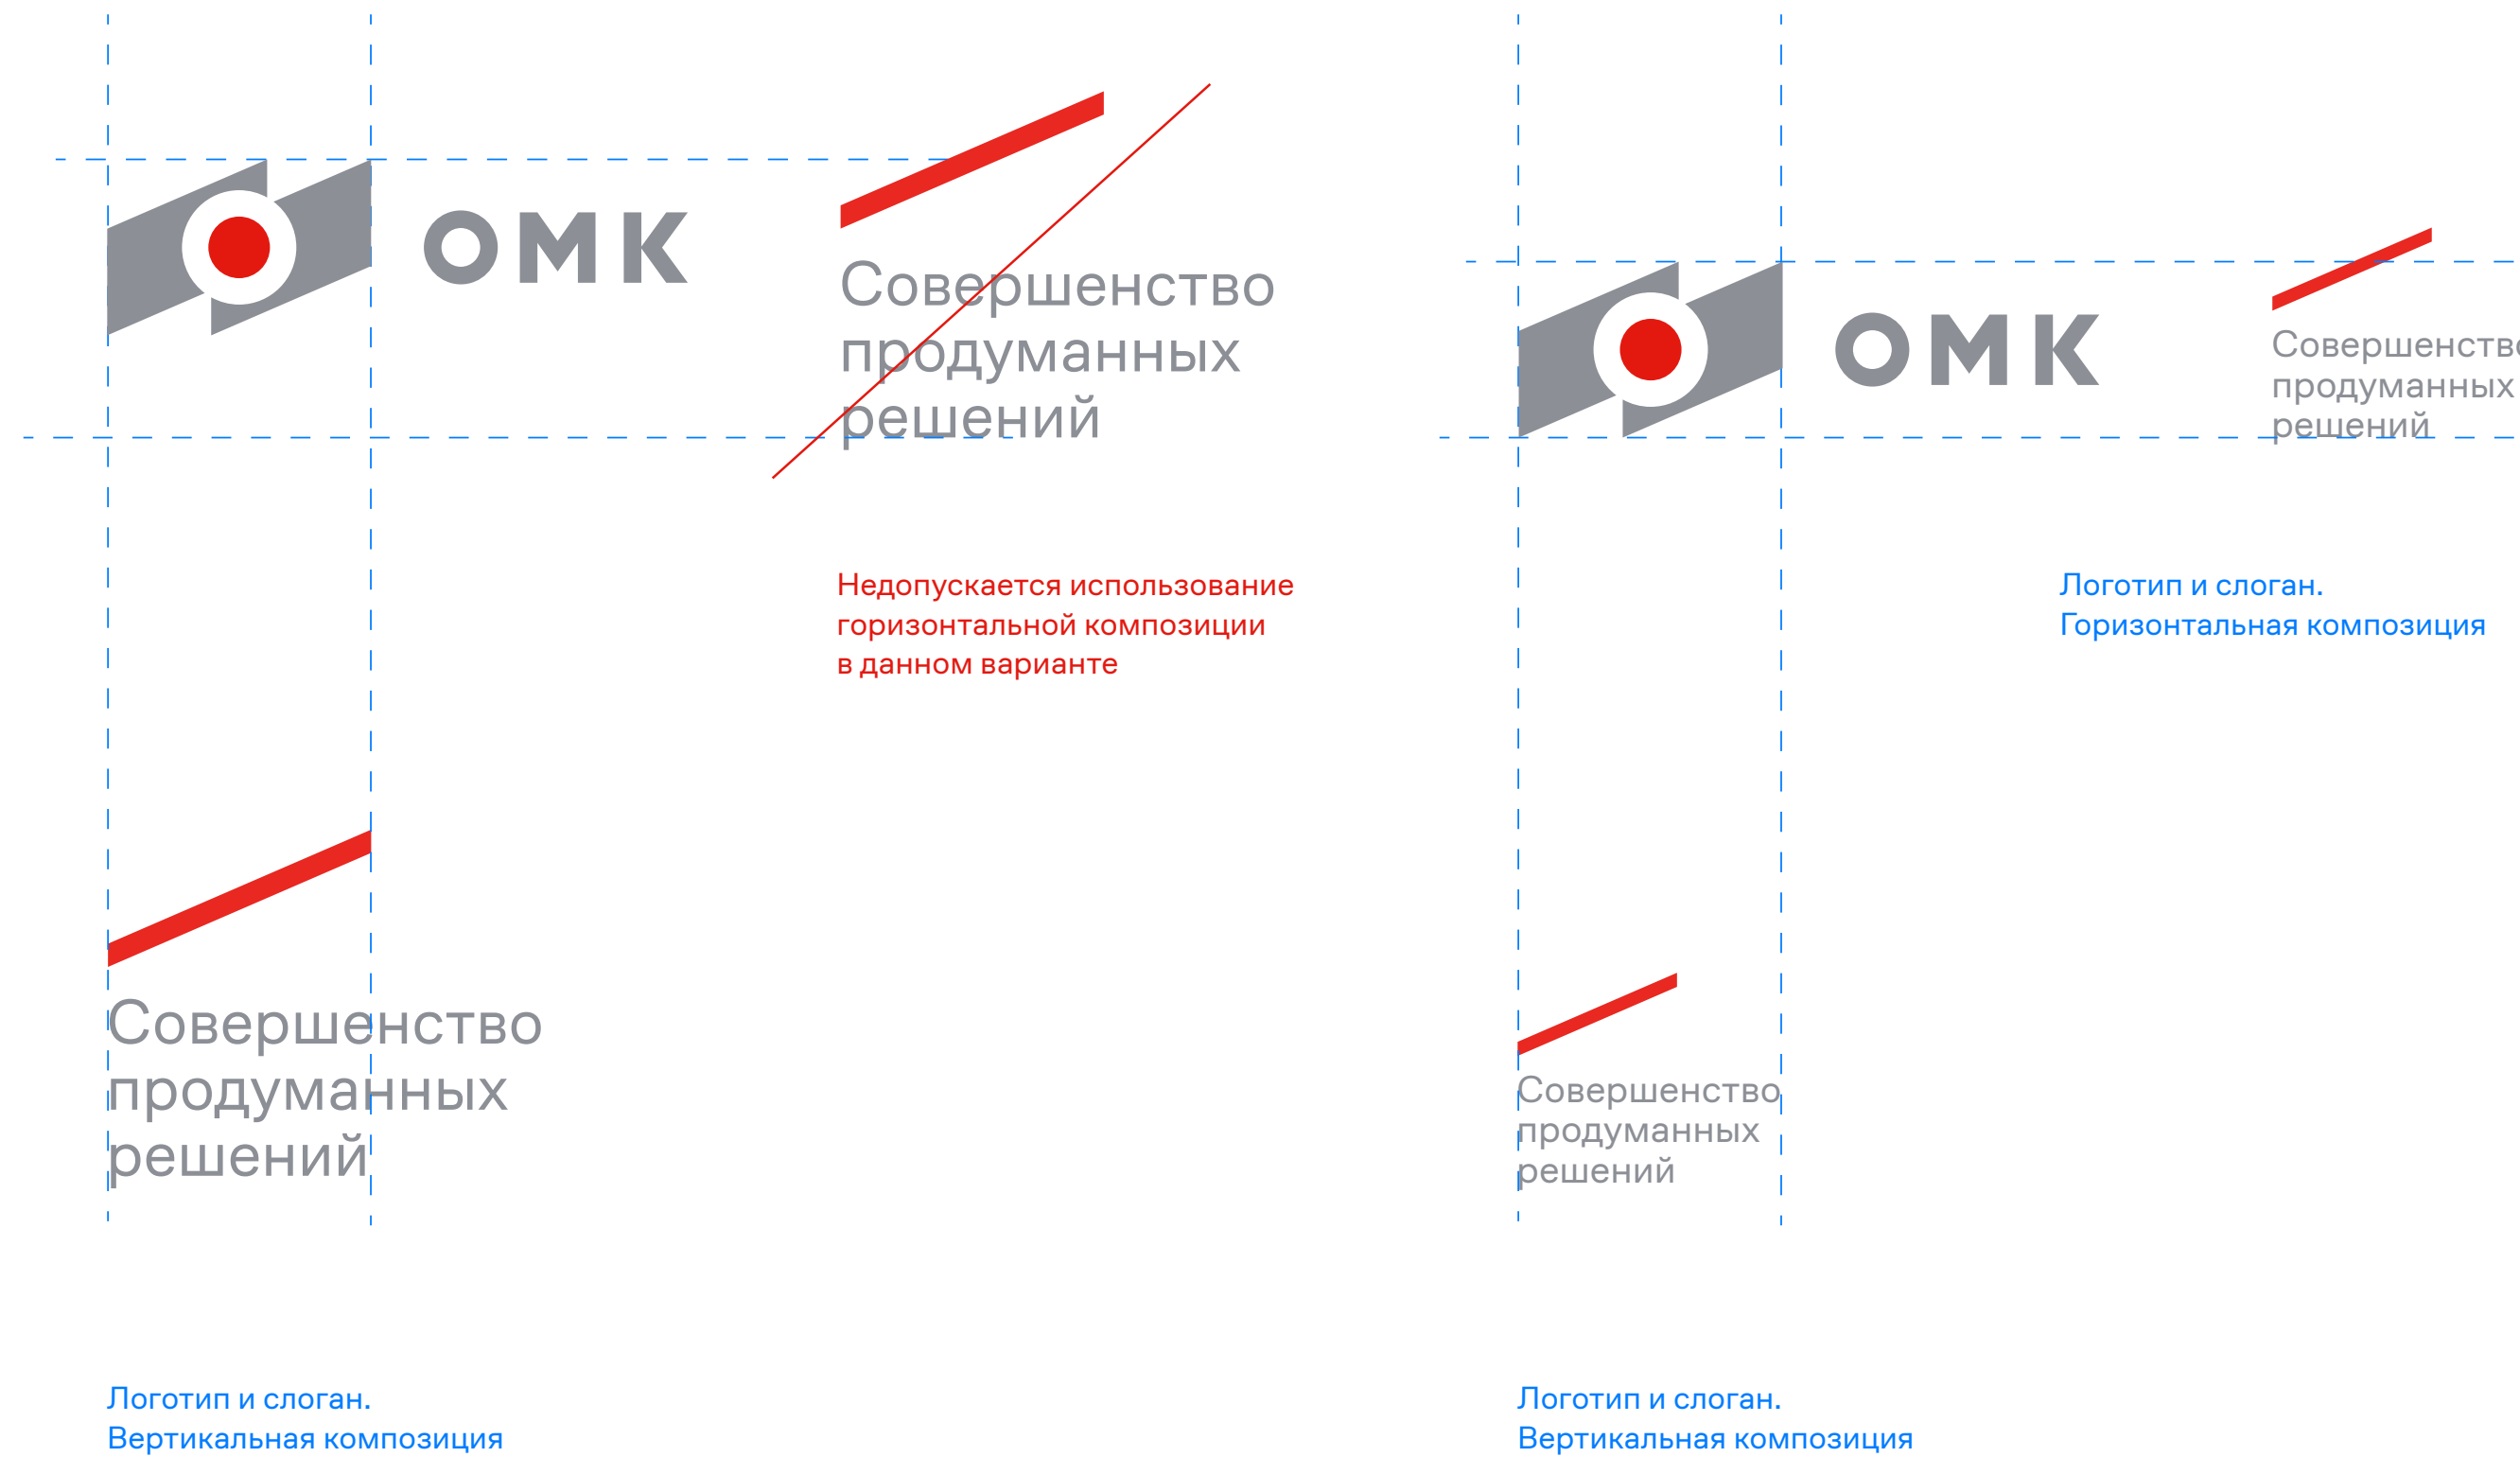 ОМК
Совершенство
продуманных
решений
Недопускается использование
горизонтальной композиции
в данном варианте
Совершенство
продуманных
решений
Логотип и слоган.
Вертикальная композиция
ОМК
Совершенство
продуманных
решений
Логотип и слоган.
Горизонтальная композиция
Совершенство
продуманных
решений
Логотип и слоган.
Вертикальная композиция